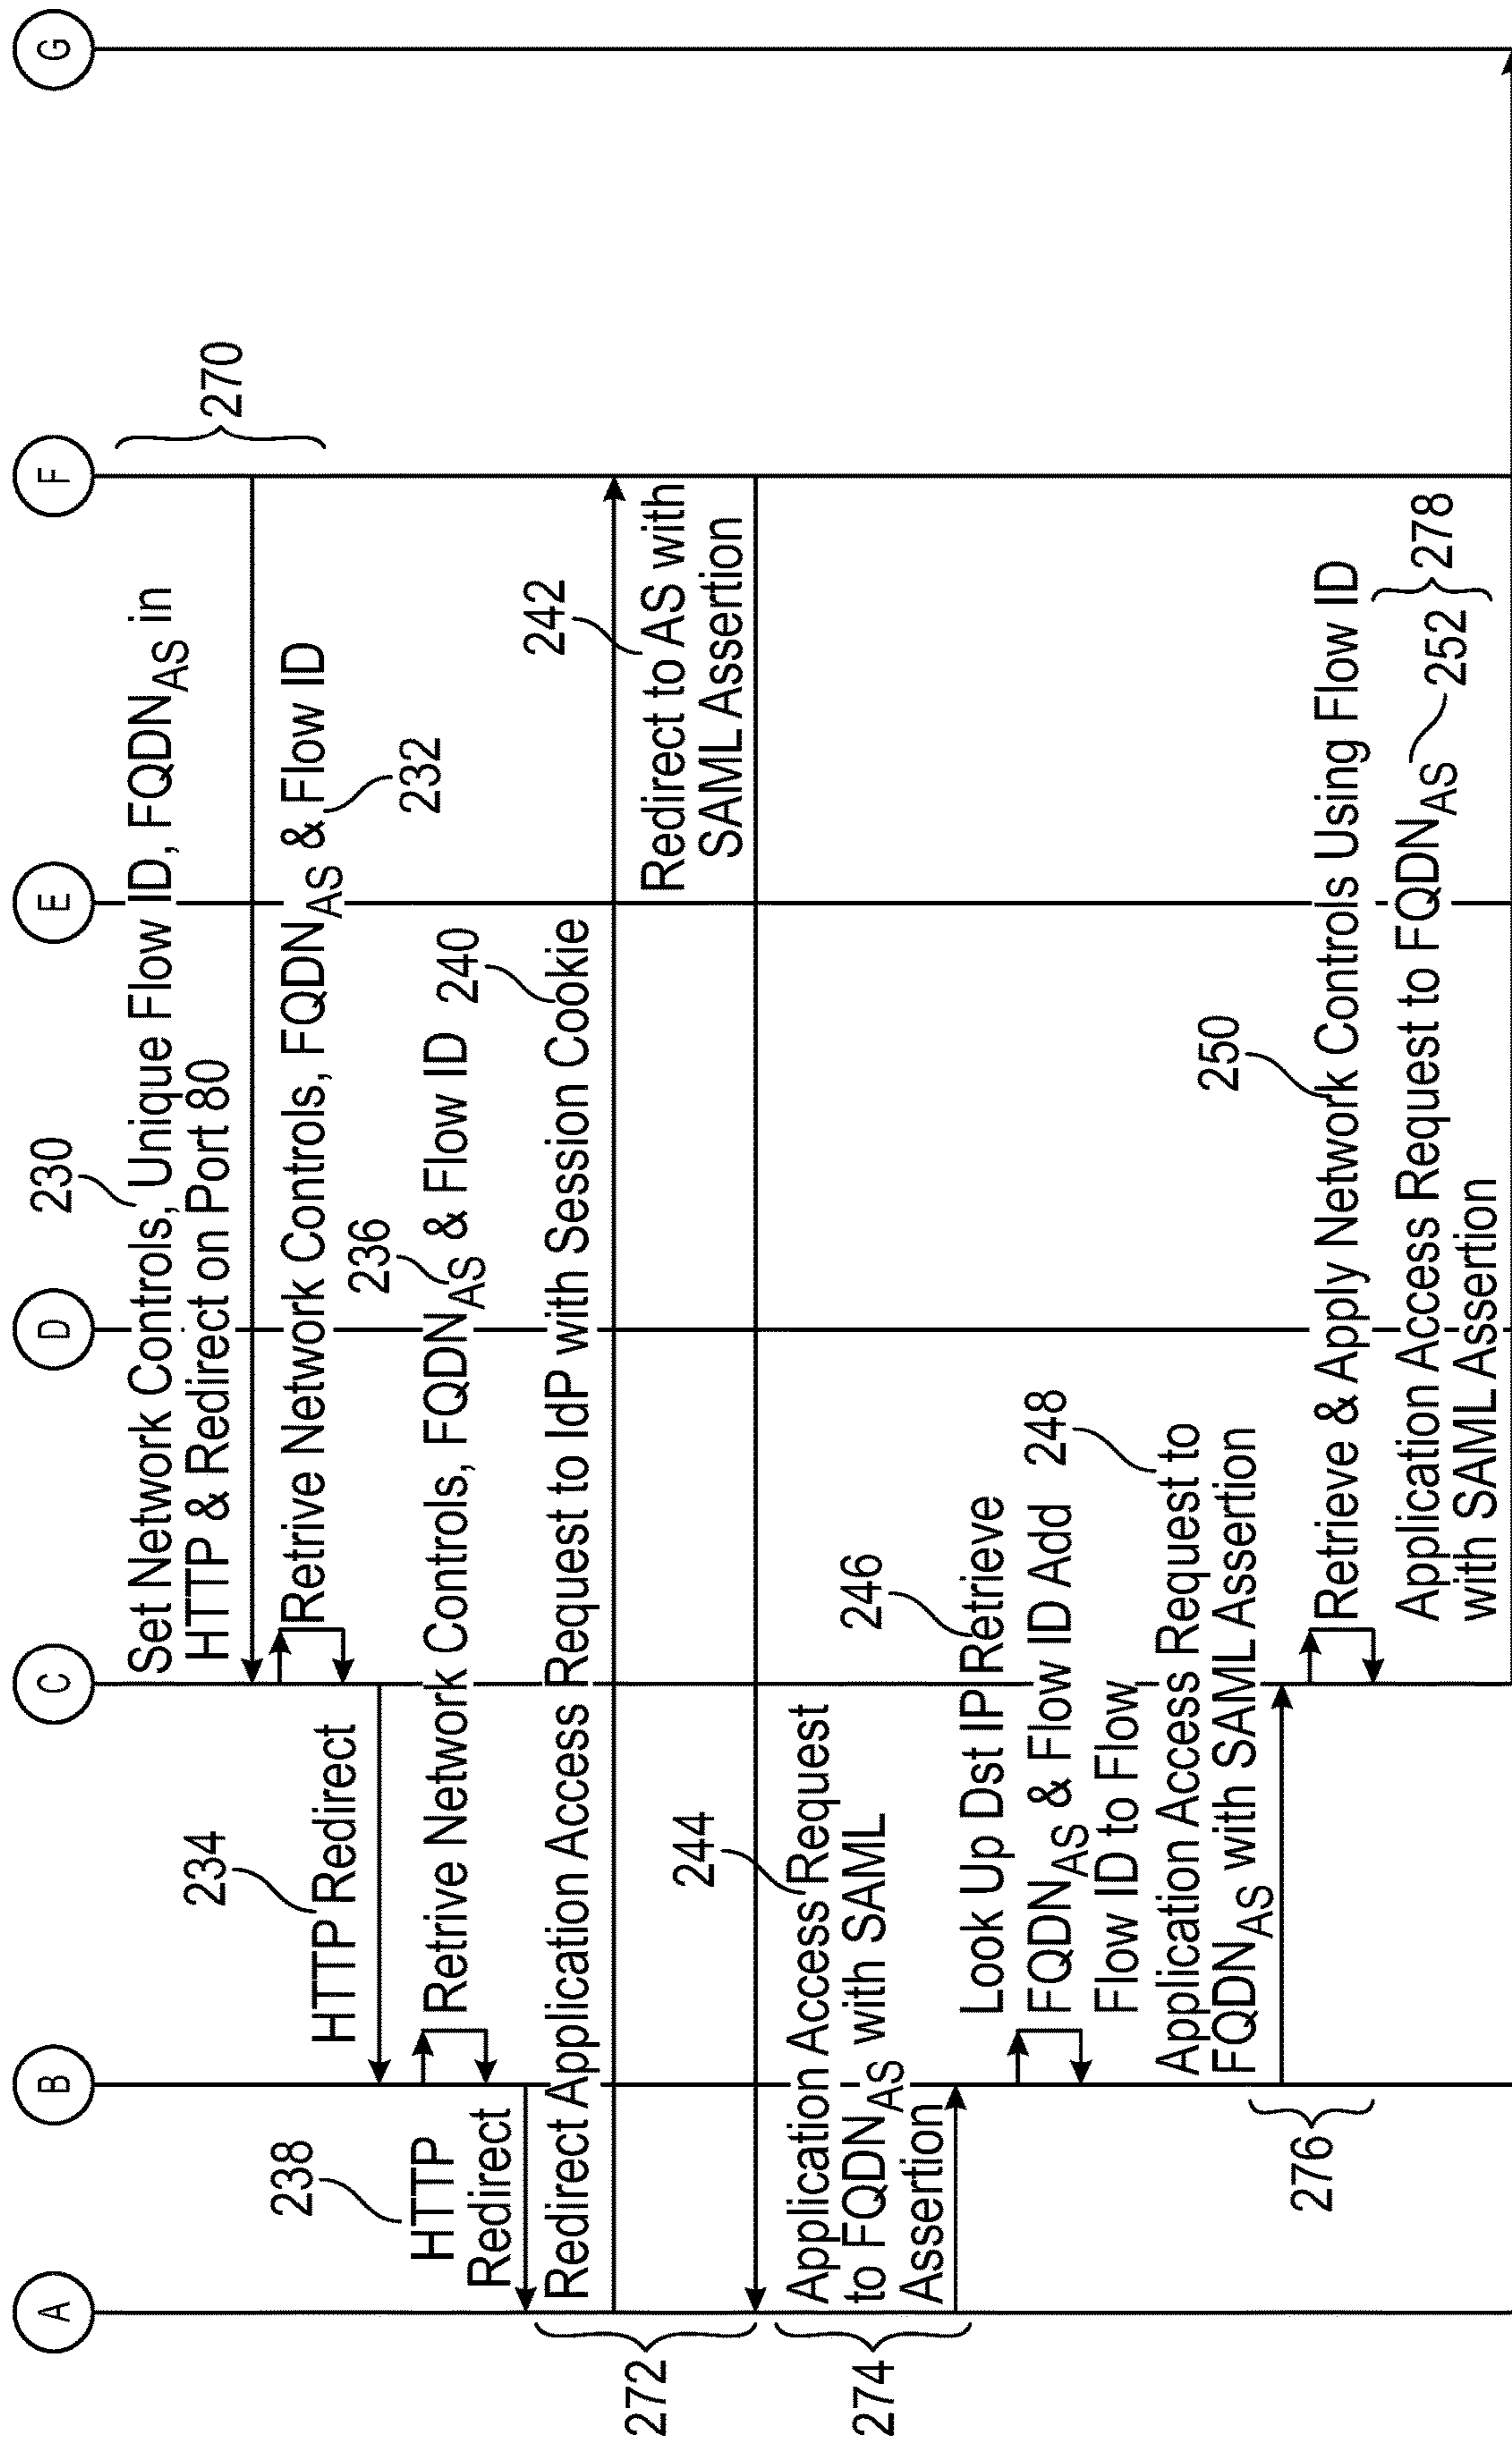 A
B
C
D
E
F
G
230
Set Network Controls, Unique Flow ID, FQDNAS in
HTTP & Redirect on Port 80
270
Retrive Network Controls, FQDNAS & Flow ID
232
234
HTTP Redirect
236
Retrive Network Controls, FQDNAS & Flow ID
238
HTTP
Redirect
240
Redirect Application Access Request to IdP with Session Cookie
242
Redirect to AS with
SAML Assertion
272
244
Application Access Request
to FQDNAS with SAML
Assertion
274
246
Look Up Dst IP Retrieve
FQDNAS & Flow ID Add
Flow ID to Flow
248
Application Access Request to
FQDNAS with SAML Assertion
276
250
Retrieve & Apply Network Controls Using Flow ID
Application Access Request to FQDNAS
with SAML Assertion
252
278